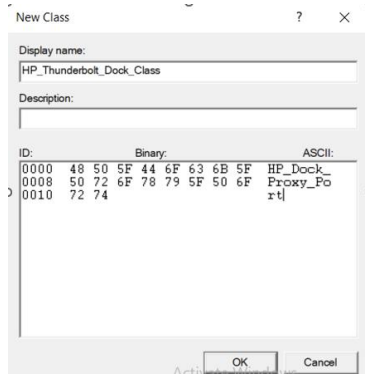 New Class ? ×
Display name:
HP_Thunderbolt_Dock_Class
Description:
ID: Binary: ASCII:
0000 48 50 5F 44 6F 63 6B 5F HP_Dock_
0008 50 72 6F 78 79 5F 50 6F Proxy_Po
0010 72 74 rt
OK Cancel